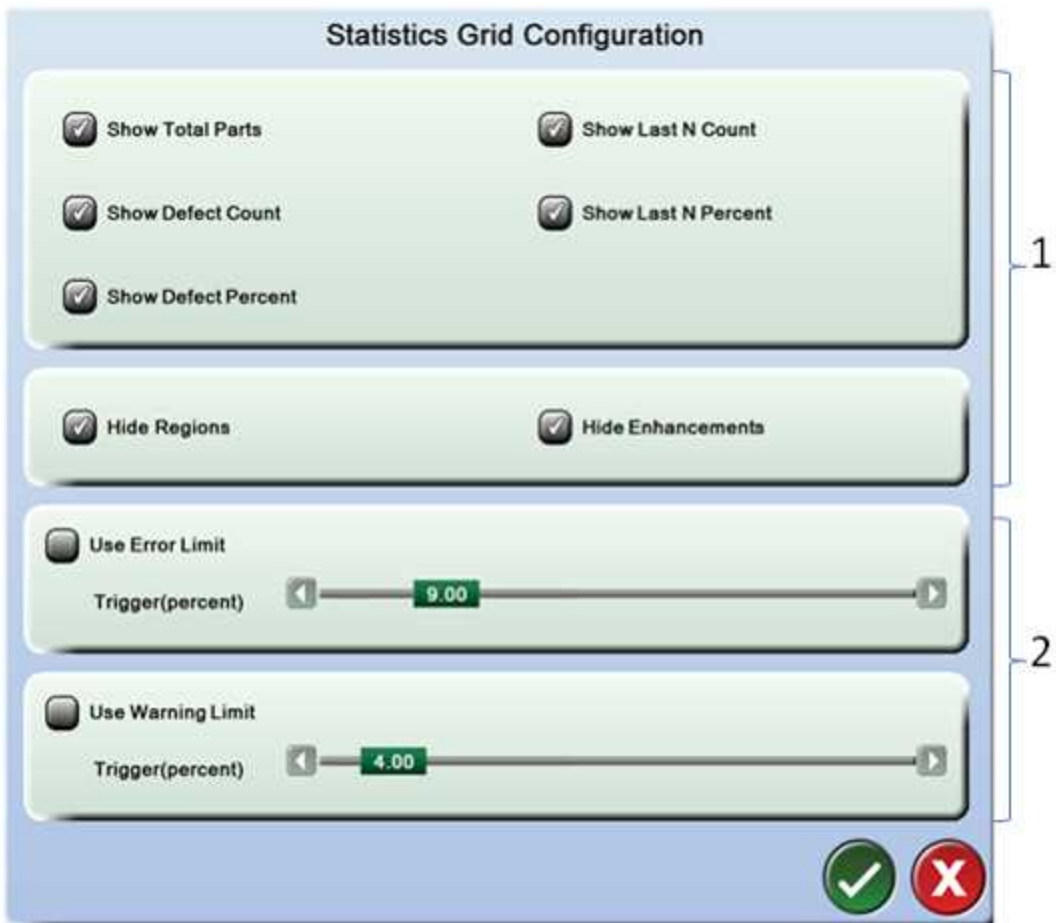 Statistics Grid Configuration
Show Total Parts
Show Last N Count
Show Defect Count
Show Last N Percent
Show Defect Percent
1
Hide Regions
Hide Enhancements
Use Error Limit
Trigger(percent)
9.00
2
Use Warning Limit
Trigger(percent)
4.00
X